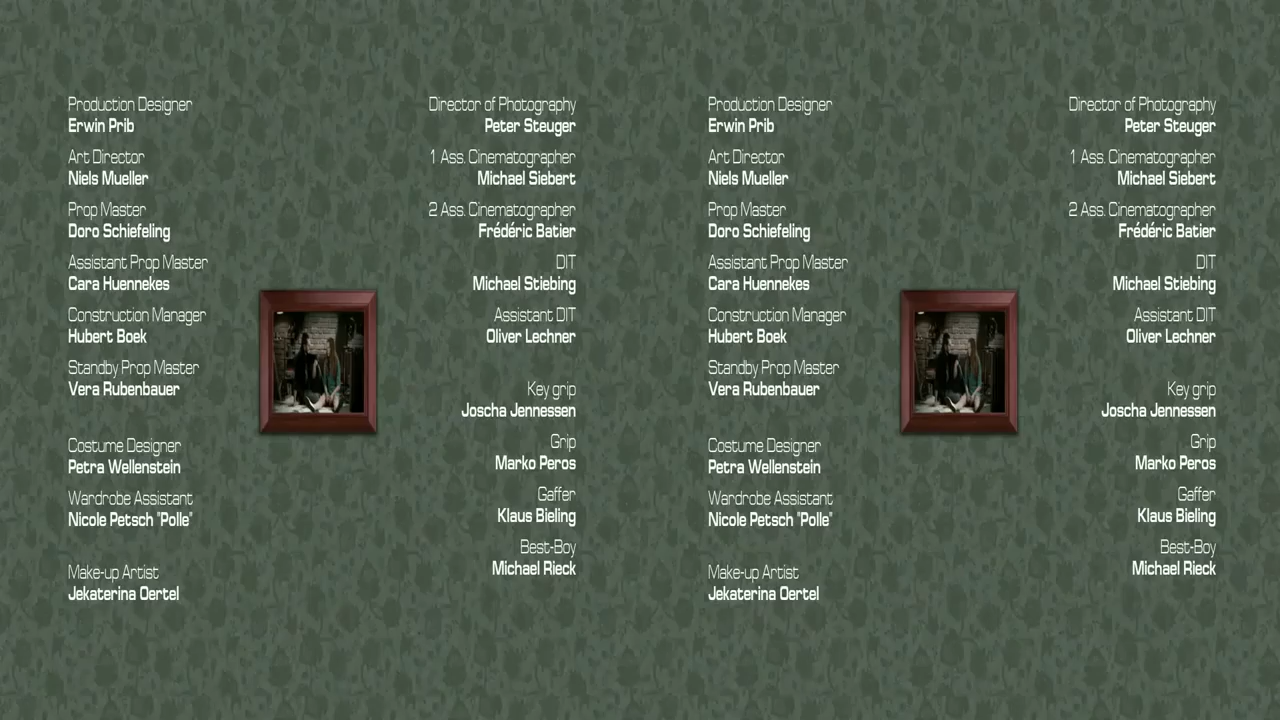 Production Designer
Erwin Prib
Art Director
Niels Mueller
Prop Master
Doro Schiefeling
Assistant Prop Master
Cara Huennekes
Construction Manager
Hubert Boek
Standby Prop Master
Vera Rubenbauer
Costume Designer
Petra Wellenstein
Wardrobe Assistant
Nicole Petsch "Polle"
Make-up Artist
Jekaterina Oertel
Director of Photography
Peter Steuger
1 Ass. Cinematographer
Michael Siebert
2 Ass. Cinematographer
Frédéric Batier
DIT
Michael Stiebing
Assistant DIT
Oliver Lechner
Key grip
Joscha Jennessen
Grip
Marko Peros
Gaffer
Klaus Bieling
Best-Boy
Michael Rieck
Production Designer
Erwin Prib
Art Director
Niels Mueller
Prop Master
Doro Schiefeling
Assistant Prop Master
Cara Huennekes
Construction Manager
Hubert Boek
Standby Prop Master
Vera Rubenbauer
Costume Designer
Petra Wellenstein
Wardrobe Assistant
Nicole Petsch "Polle"
Make-up Artist
Jekaterina Oertel
Director of Photography
Peter Steuger
1 Ass. Cinematographer
Michael Siebert
2 Ass. Cinematographer
Frédéric Batier
DIT
Michael Stiebing
Assistant DIT
Oliver Lechner
Key grip
Joscha Jennessen
Grip
Marko Peros
Gaffer
Klaus Bieling
Best-Boy
Michael Rieck